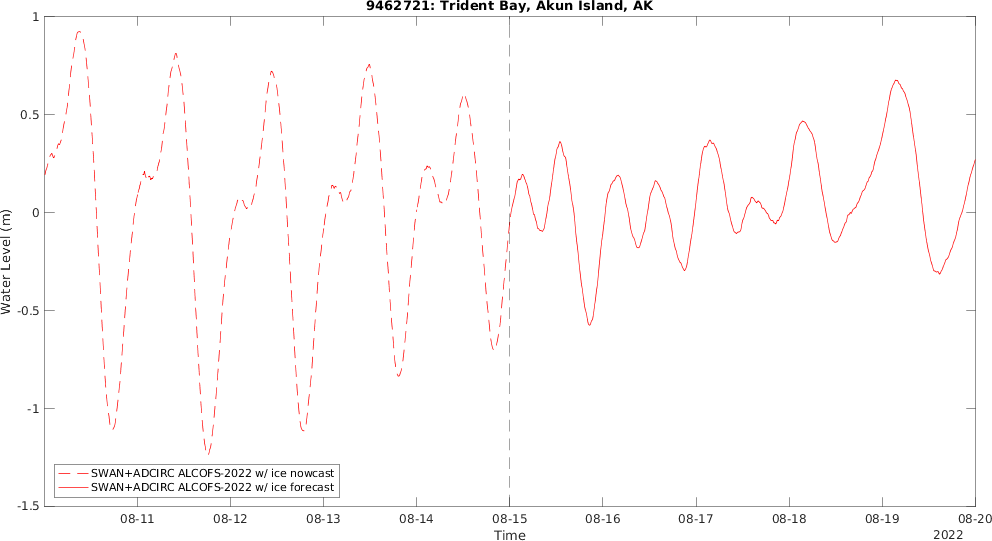 9462721: Trident Bay, Akun Island, AK
Water Level (m)
1
0.5
0
-0.5
-1
-1.5
SWAN+ADCIRC ALCOFS-2022 w/ ice nowcast
SWAN+ADCIRC ALCOFS-2022 w/ ice forecast
08-11 08-12 08-13 08-14 08-15 08-16 08-17 08-18 08-19 08-20
Time
2022